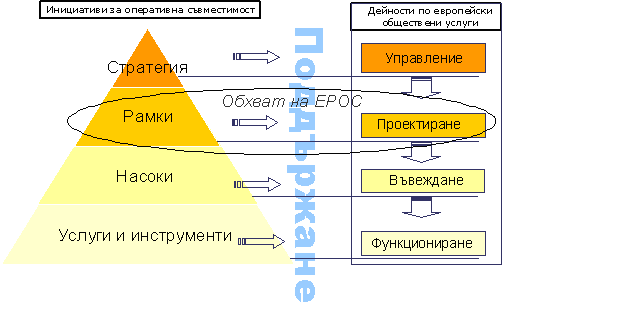 Инициативи за оперативна съвместимост
Дейности по европейски
обществени услуги
Стратегия
Управление
Обхват на ЕРОС
Рамки
Проектиране
Насоки
Въвеждане
Услуги и инструменти
Функциониране
Поддържане